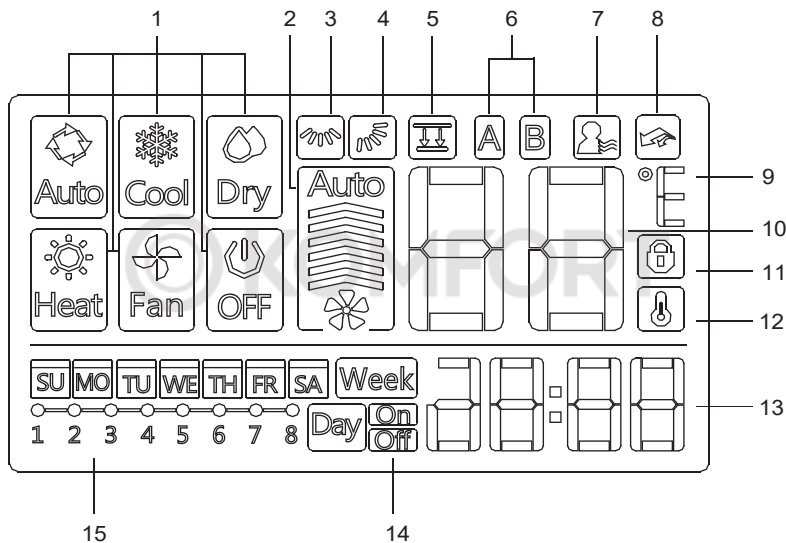 1 2 3 4 5 6 7 8
Auto Cool Dry Auto A B
9
10
© KOMFORT
11
Heat Fan OFF
12
SU MO TU WE TH FR SA Week
Day On
Off
13
1 2 3 4 5 6 7 8
15 14